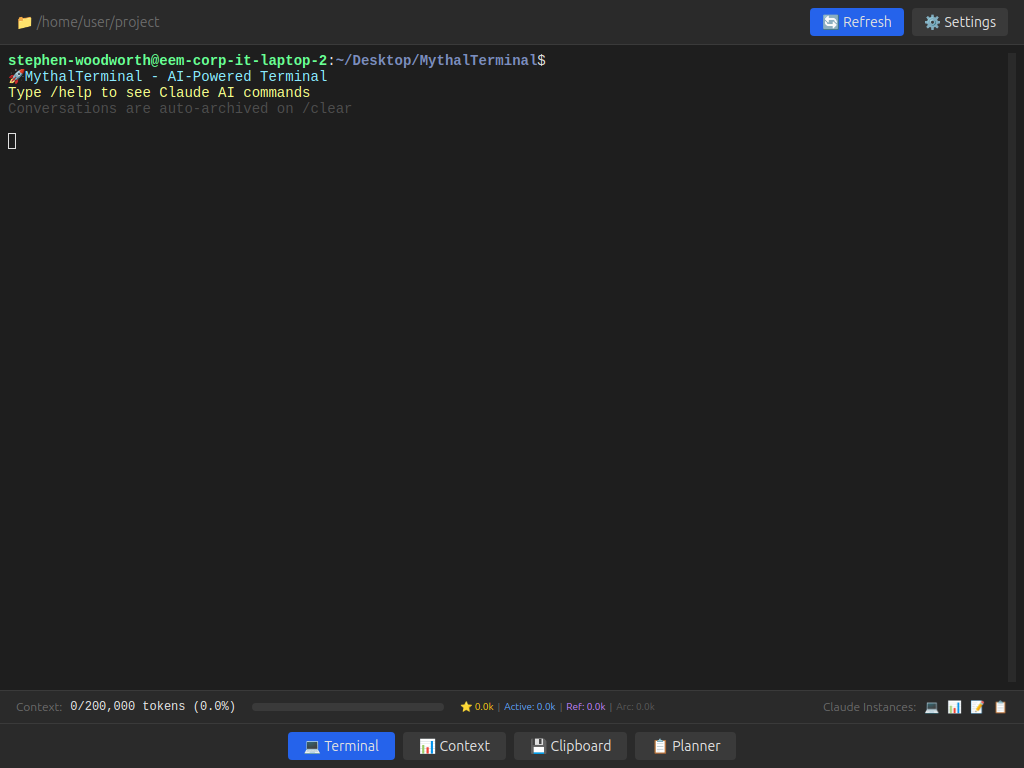 📁 /home/user/project
🔄 Refresh
⚙️ Settings
stephen-woodworth@eem-corp-it-laptop-2:~/Desktop/MythalTerminal$
🚀MythalTerminal - AI-Powered Terminal
Type /help to see Claude AI commands
Conversations are auto-archived on /clear
Context: 0/200,000 tokens (0.0%)
⭐ 0.0k | Active: 0.0k | Ref: 0.0k | Arc: 0.0k
Claude Instances: 💻 📊 📝 📋
💻 Terminal
📊 Context
💾 Clipboard
📋 Planner